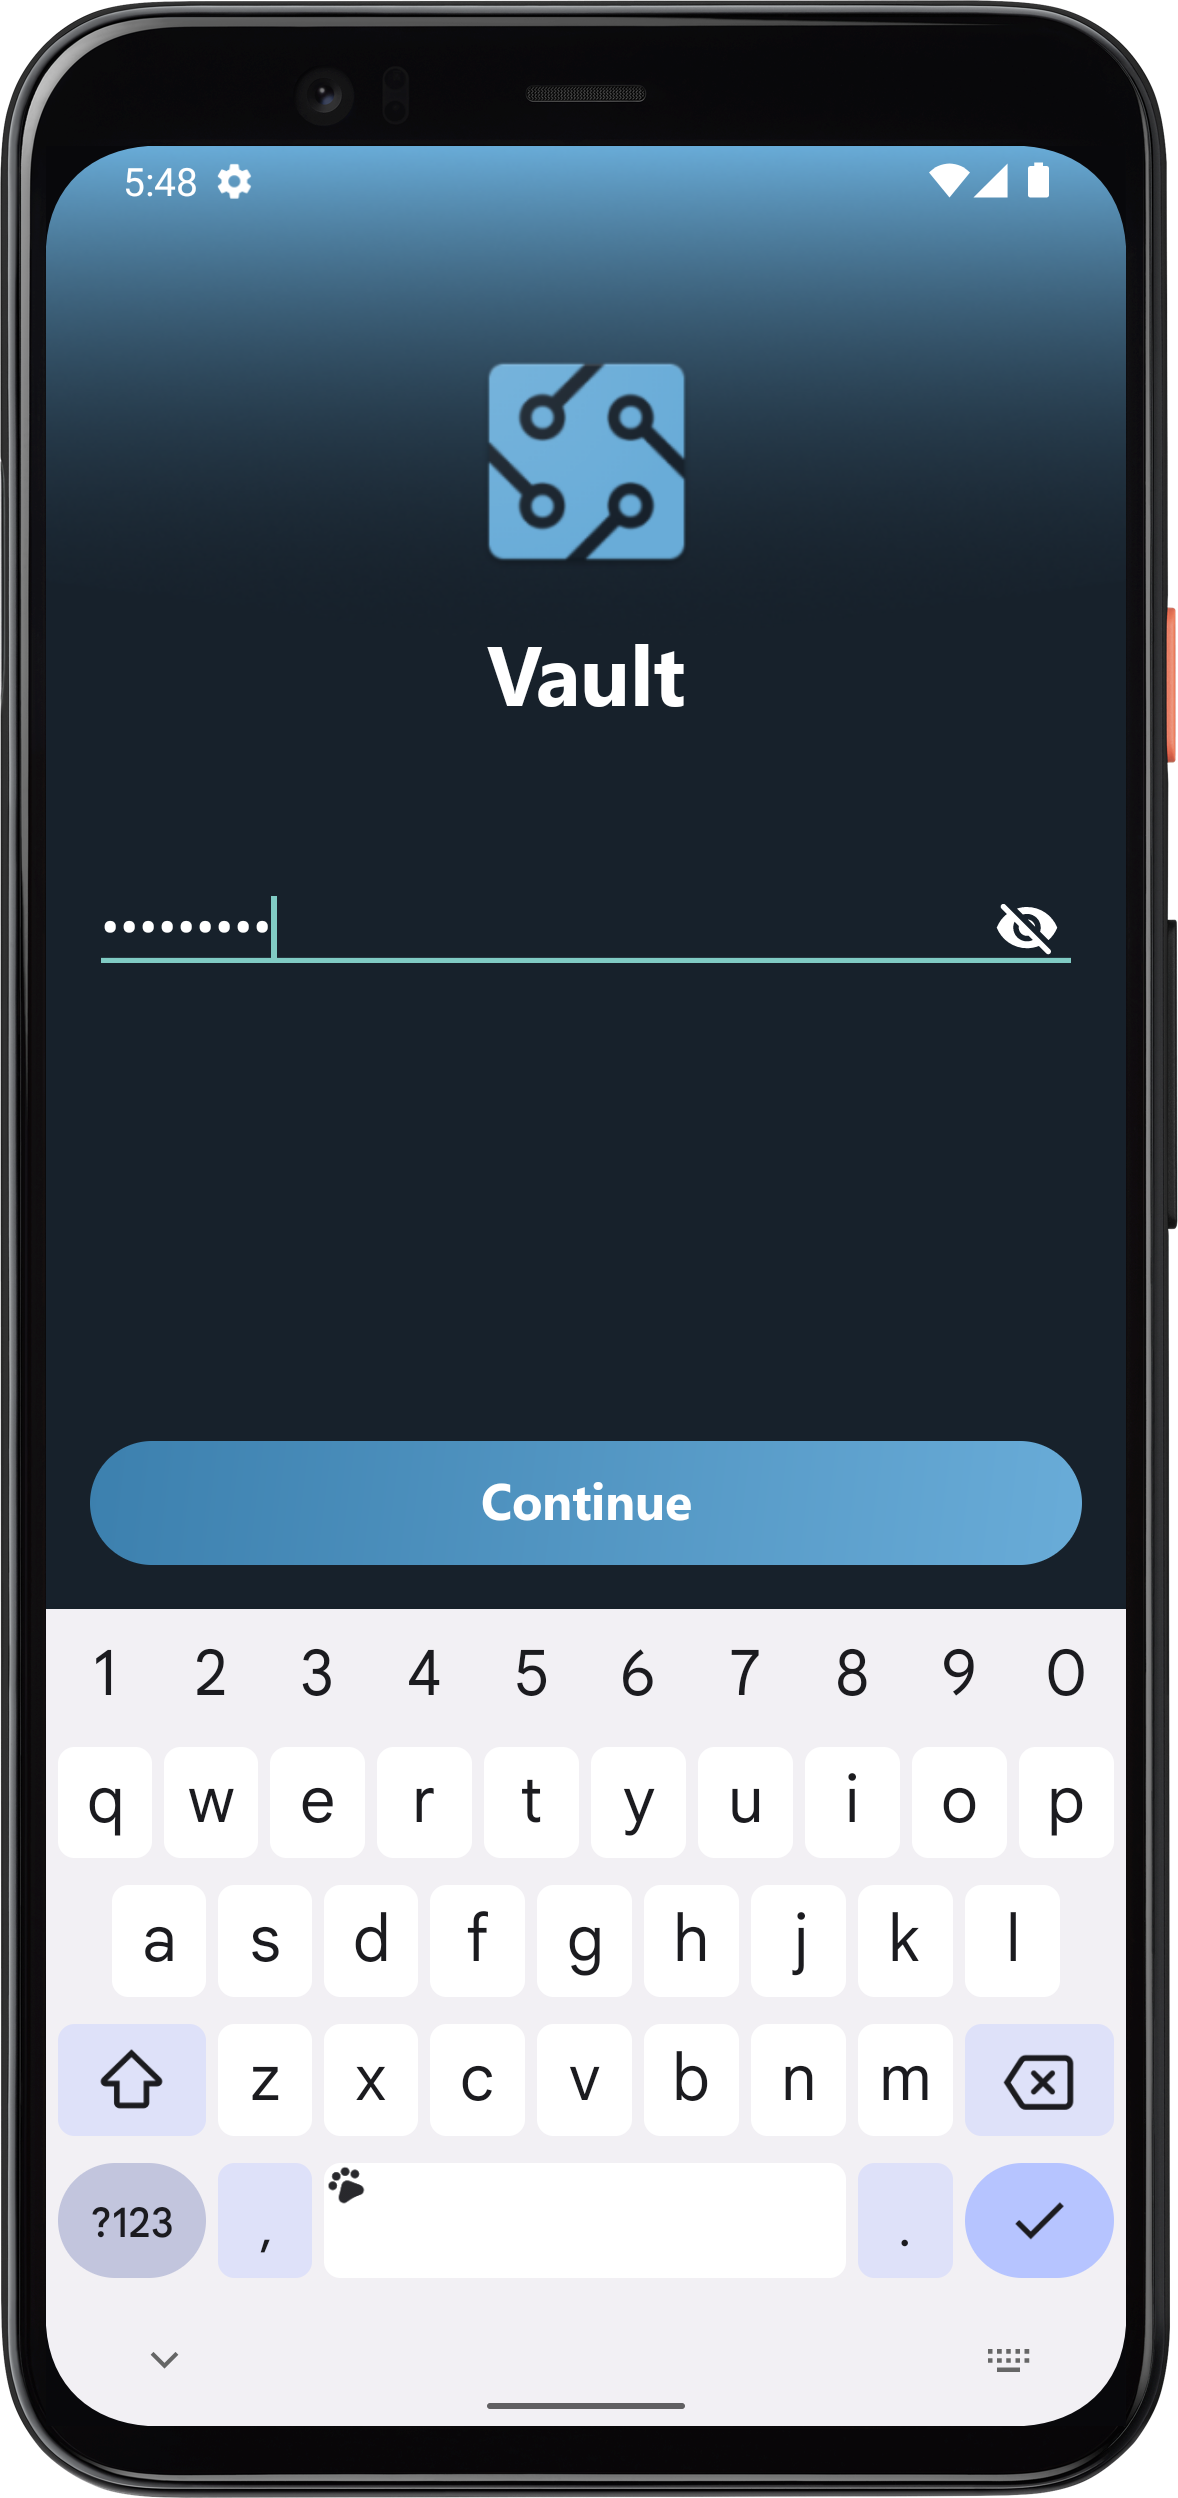 5:48
Vault
•••••••••
Continue
1 2 3 4 5 6 7 8 9 0
q w e r t y u i o p
a s d f g h j k l
z x c v b n m
?123 , .